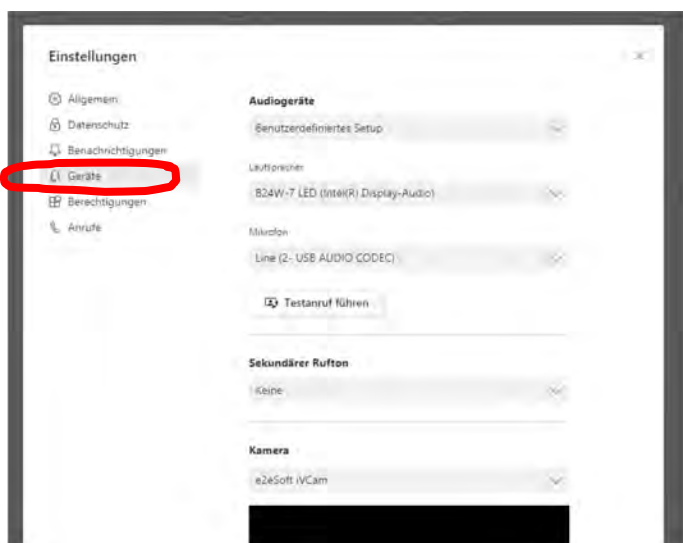 Einstellungen
Allgemein
Datenschutz
Benachrichtigungen
Geräte
Berechtigungen
Anrufe
Audiogeräte
Benutzerdefiniertes Setup
Lautsprecher
B24W-7 LED (Intel(R) Display-Audio)
Mikrofon
Line (2- USB AUDIO CODEC)
Testanruf führen
Sekundärer Rufton
Keine
Kamera
e2eSoft iVCam